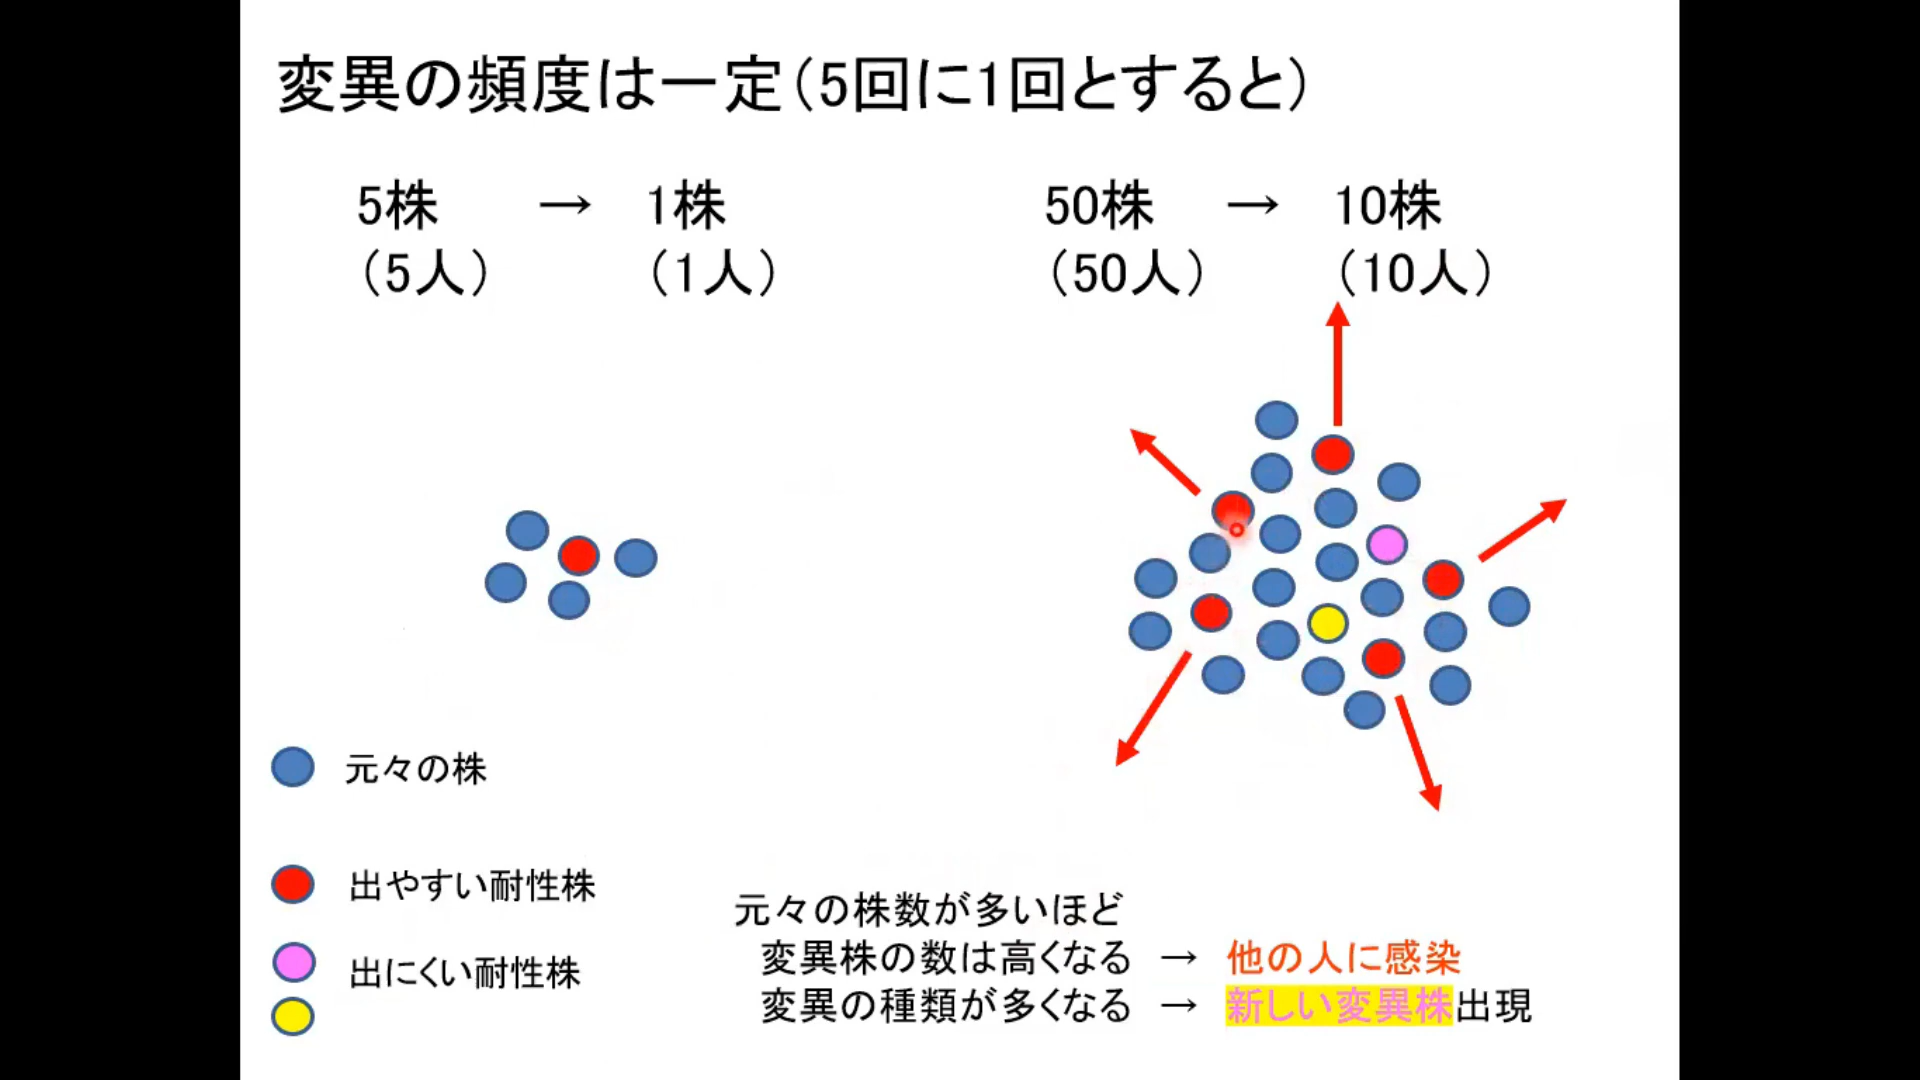 変異の頻度は一定(5回に1回とすると)
5株 → 1株
(5人) (1人)
50株 → 10株
(50人) (10人)
元々の株
出やすい耐性株
出にくい耐性株
元々の株数が多いほど
変異株の数は高くなる → 他の人に感染
変異の種類が多くなる → 新しい変異株出現